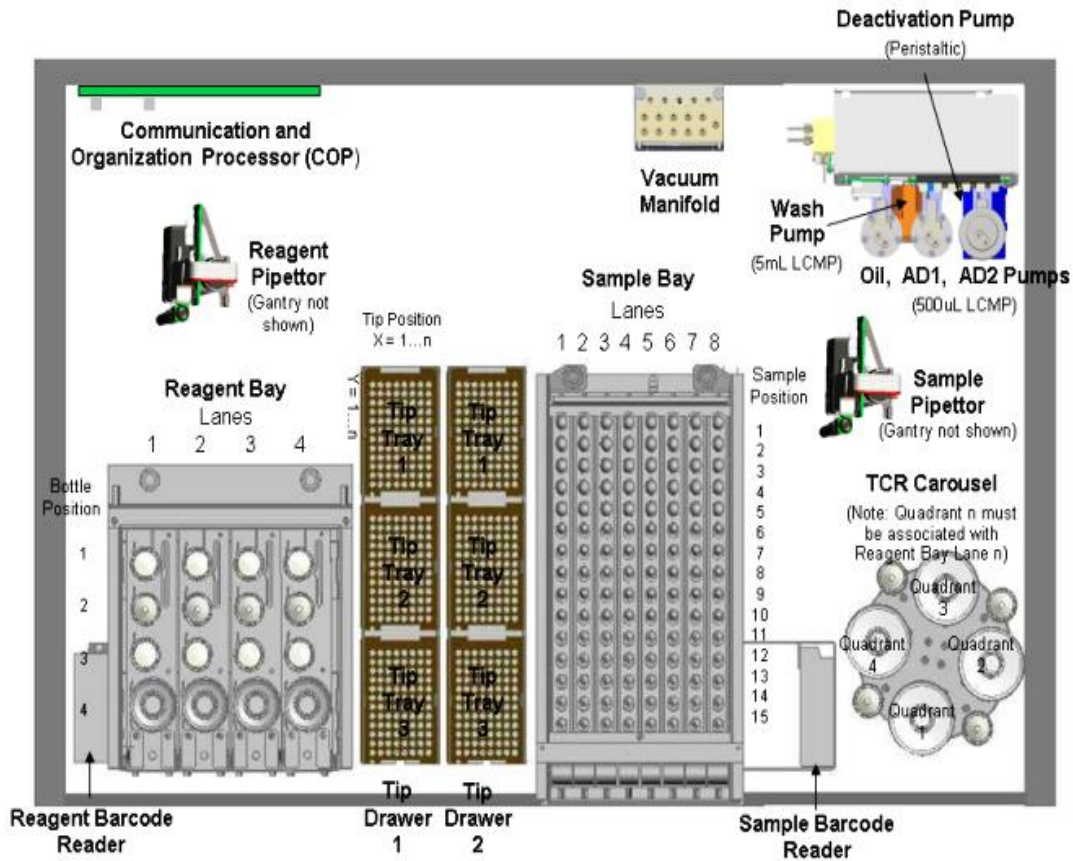 Deactivation Pump
(Peristaltic)
Communication and
Organization Processor (COP)
Vacuum
Manifold
Wash
Pump
(5mL LCMP)
Oil, AD1, AD2 Pumps
(500uL LCMP)
Reagent
Pipettor
(Gantry not
shown)
Tip Position
X = 1...n
Y = 1...n
Sample Bay
Lanes
1 2 3 4 5 6 7 8
Sample
Position
1
2
3
4
5
6
7
8
9
10
11
12
13
14
15
Sample
Pipettor
(Gantry not shown)
Reagent Bay
Lanes
1 2 3 4
Bottle
Position
1
2
3
4
Tip
Tray
1
Tip
Tray
1
Tip
Tray
2
Tip
Tray
2
Tip
Tray
3
Tip
Tray
3
TCR Carousel
(Note: Quadrant n must
be associated with
Reagent Bay Lane n)
Quadrant
3
Quadrant
4
Quadrant
2
Quadrant
1
Reagent Barcode
Reader
Tip
Drawer
1
Tip
Drawer
2
Sample Barcode
Reader